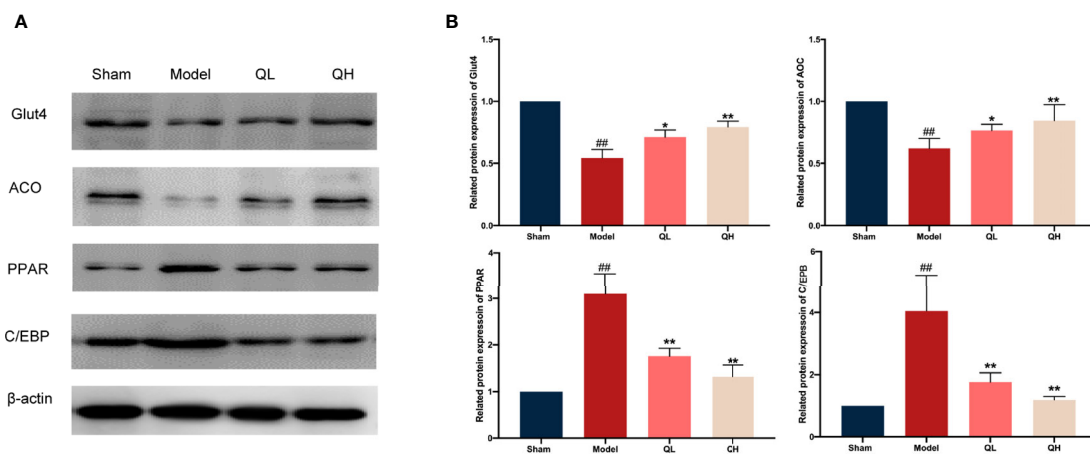 A
Sham Model QL QH
Glut4
ACO
PPAR
C/EBP
β-actin
B
Related protein expressoin of Glut4
1.5
1.0
0.5
0.0
##
*
**
Sham Model QL QH
Related protein expressoin of AOC
1.5
1.0
0.5
0.0
##
*
**
Sham Model QL QH
Related protein expressoin of PPAR
4
3
2
1
0
##
**
**
Sham Model QL CH
Related protein expressoin of C/EPB
6
4
2
0
##
**
**
Sham Model QL QH